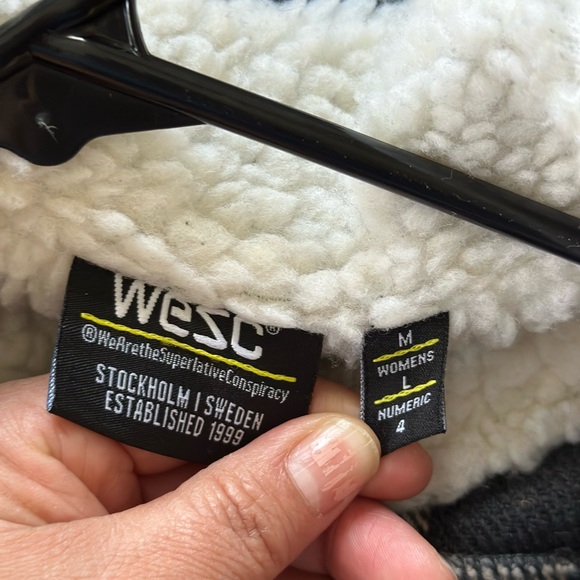 WeSC®
®WeAretheSuperlativeConspiracy
STOCKHOLM | SWEDEN
ESTABLISHED 1999
M
WOMENS
L
NUMERIC
4